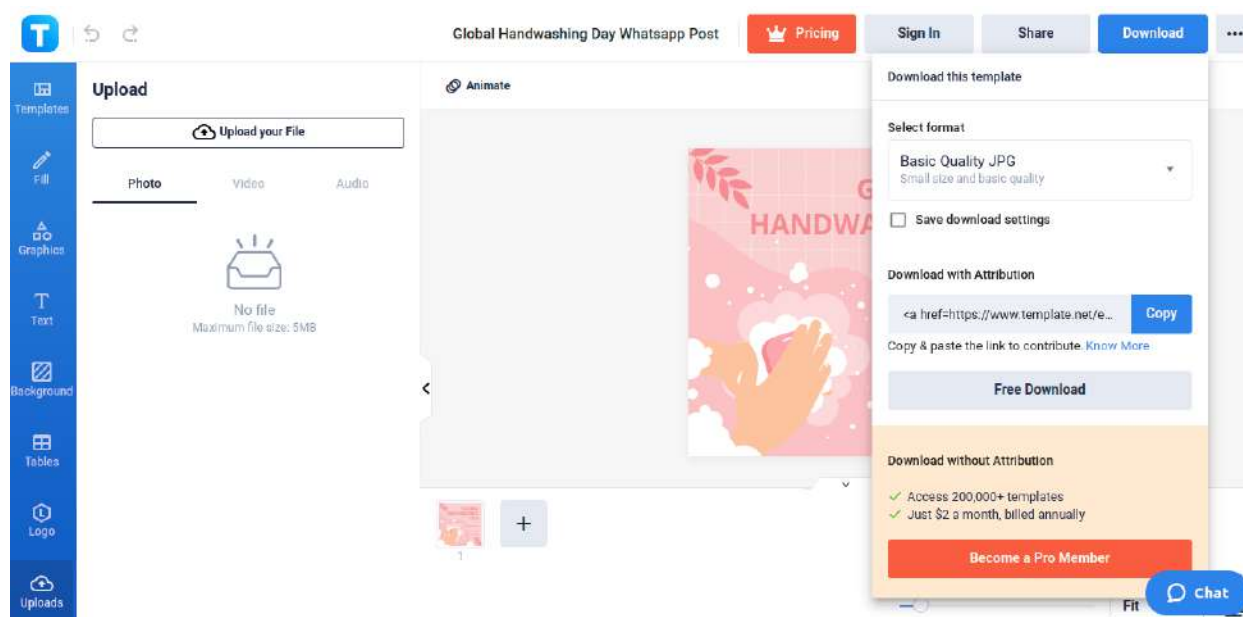 T
Global Handwashing Day Whatsapp Post
Pricing
Sign In
Share
Download
Templates
Fill
Graphics
T
Text
Background
Tables
Logo
Uploads
Upload
Upload your File
Photo
Video
Audio
No file
Maximum file size: 5MB
Animate
G
HANDWA
1
Download this template
Select format
Basic Quality JPG
Small size and basic quality
Save download settings
Download with Attribution
<a href=https://www.template.net/e...
Copy
Copy & paste the link to contribute. Know More
Free Download
Download without Attribution
Access 200,000+ templates
Just $2 a month, billed annually
Become a Pro Member
Fit
Chat